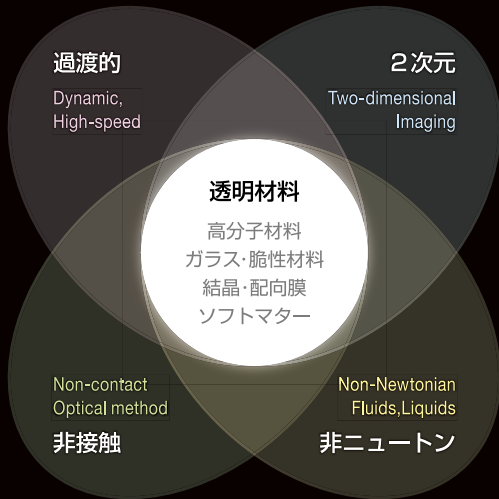 過渡的
Dynamic,
High-speed
2次元
Two-dimensional
Imaging
透明材料
高分子材料
ガラス・脆性材料
結晶・配向膜
ソフトマター
Non-contact
Optical method
非接触
Non-Newtonian
Fluids,Liquids
非ニュートン